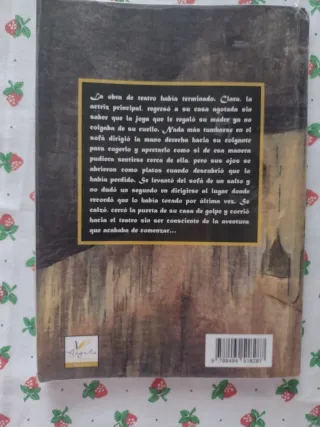 La obra de teatro había terminado. Clara, la
actriz principal, regresó a su casa agotada sin
saber que la joya que le regaló su madre ya no
colgaba de su cuello. Nada más tumbarse en el
sofá dirigió la mano derecha hacia su colgante
para cogerlo y apretarlo como si de esa manera
pudiera sentirse cerca de ella, pero sus ojos se
abrieron como platos cuando descubrió que lo
había perdido. Se levantó del sofá de un salto y
no dudó un segundo en dirigirse al lugar donde
recordó que lo había tocado por última vez. Se
calzó, cerró la puerta de su casa de golpe y corrió
hacia el teatro sin ser consciente de la aventura
que acababa de comenzar...